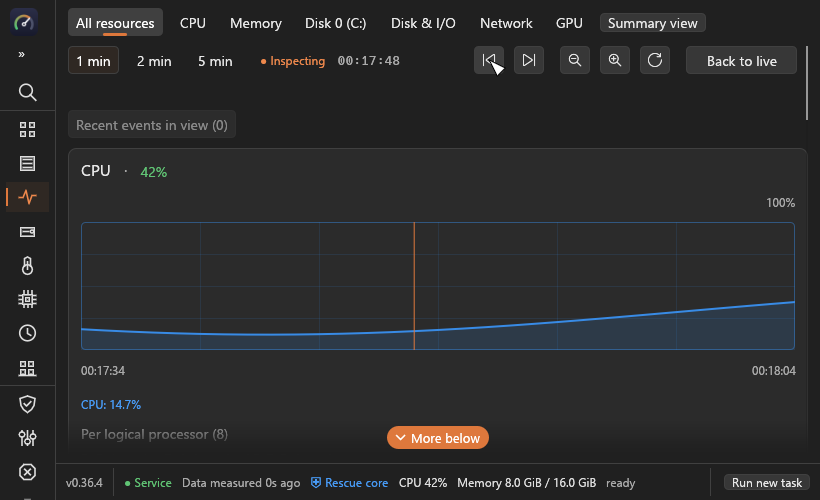 All resources CPU Memory Disk 0 (C:) Disk & I/O Network GPU Summary view
»
1 min 2 min 5 min Inspecting 00:17:48 Back to live
Recent events in view (0)
CPU · 42%
100%
00:17:34 00:18:04
CPU: 14.7%
Per logical processor (8)
More below
v0.36.4 Service Data measured 0s ago Rescue core CPU 42% Memory 8.0 GiB / 16.0 GiB ready Run new task